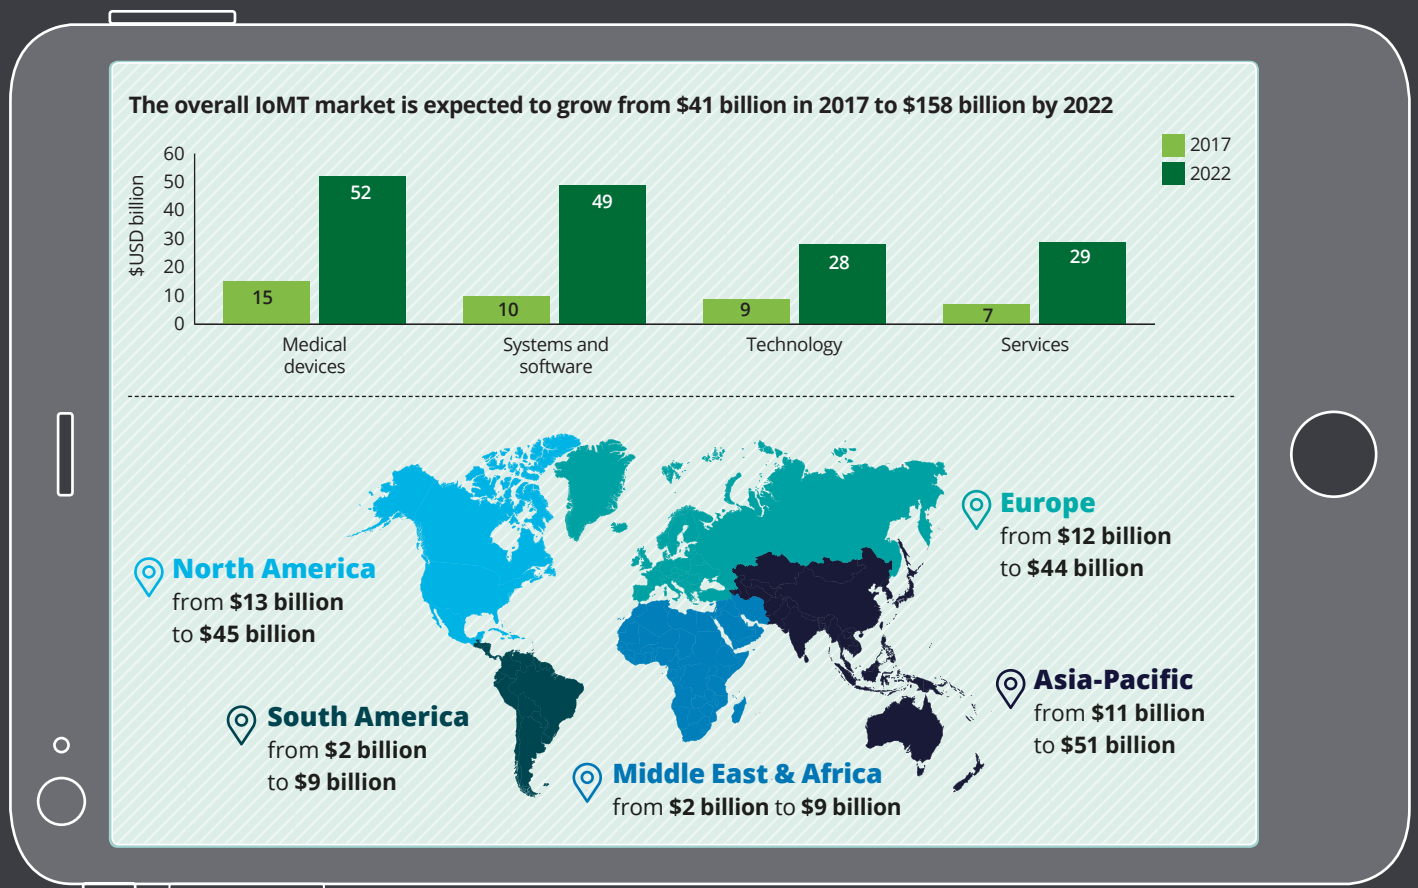 The overall IoMT market is expected to grow from $41 billion in 2017 to $158 billion by 2022
2017
2022
$USD billion
60
50
40
30
20
10
0
15
52
10
49
9
28
7
29
Medical
devices
Systems and
software
Technology
Services
North America
from $13 billion
to $45 billion
Europe
from $12 billion
to $44 billion
South America
from $2 billion
to $9 billion
Asia-Pacific
from $11 billion
to $51 billion
Middle East & Africa
from $2 billion to $9 billion